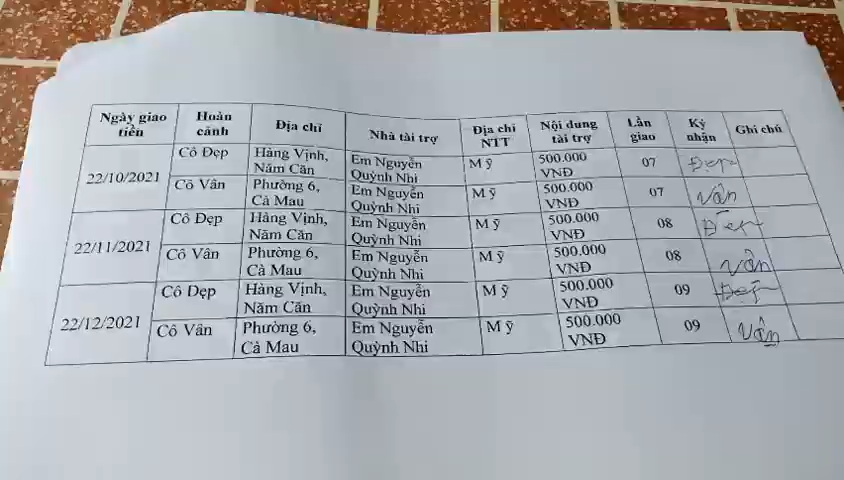 Ngày giao tiền Hoàn cảnh Địa chỉ Nhà tài trợ Địa chỉ NTT Nội dung tài trợ Lần giao Ký nhận Ghi chú
22/10/2021 Cô Đẹp Hàng Vịnh, Năm Căn Em Nguyễn Quỳnh Nhi Mỹ 500.000 VNĐ 07 Đẹp
Cô Vân Phường 6, Cà Mau Em Nguyễn Quỳnh Nhi Mỹ 500.000 VNĐ 07 Vân
22/11/2021 Cô Đẹp Hàng Vịnh, Năm Căn Em Nguyễn Quỳnh Nhi Mỹ 500.000 VNĐ 08 Đẹp
Cô Vân Phường 6, Cà Mau Em Nguyễn Quỳnh Nhi Mỹ 500.000 VNĐ 08 Vân
22/12/2021 Cô Đẹp Hàng Vịnh, Năm Căn Em Nguyễn Quỳnh Nhi Mỹ 500.000 VNĐ 09 Đẹp
Cô Vân Phường 6, Cà Mau Em Nguyễn Quỳnh Nhi Mỹ 500.000 VNĐ 09 Vân